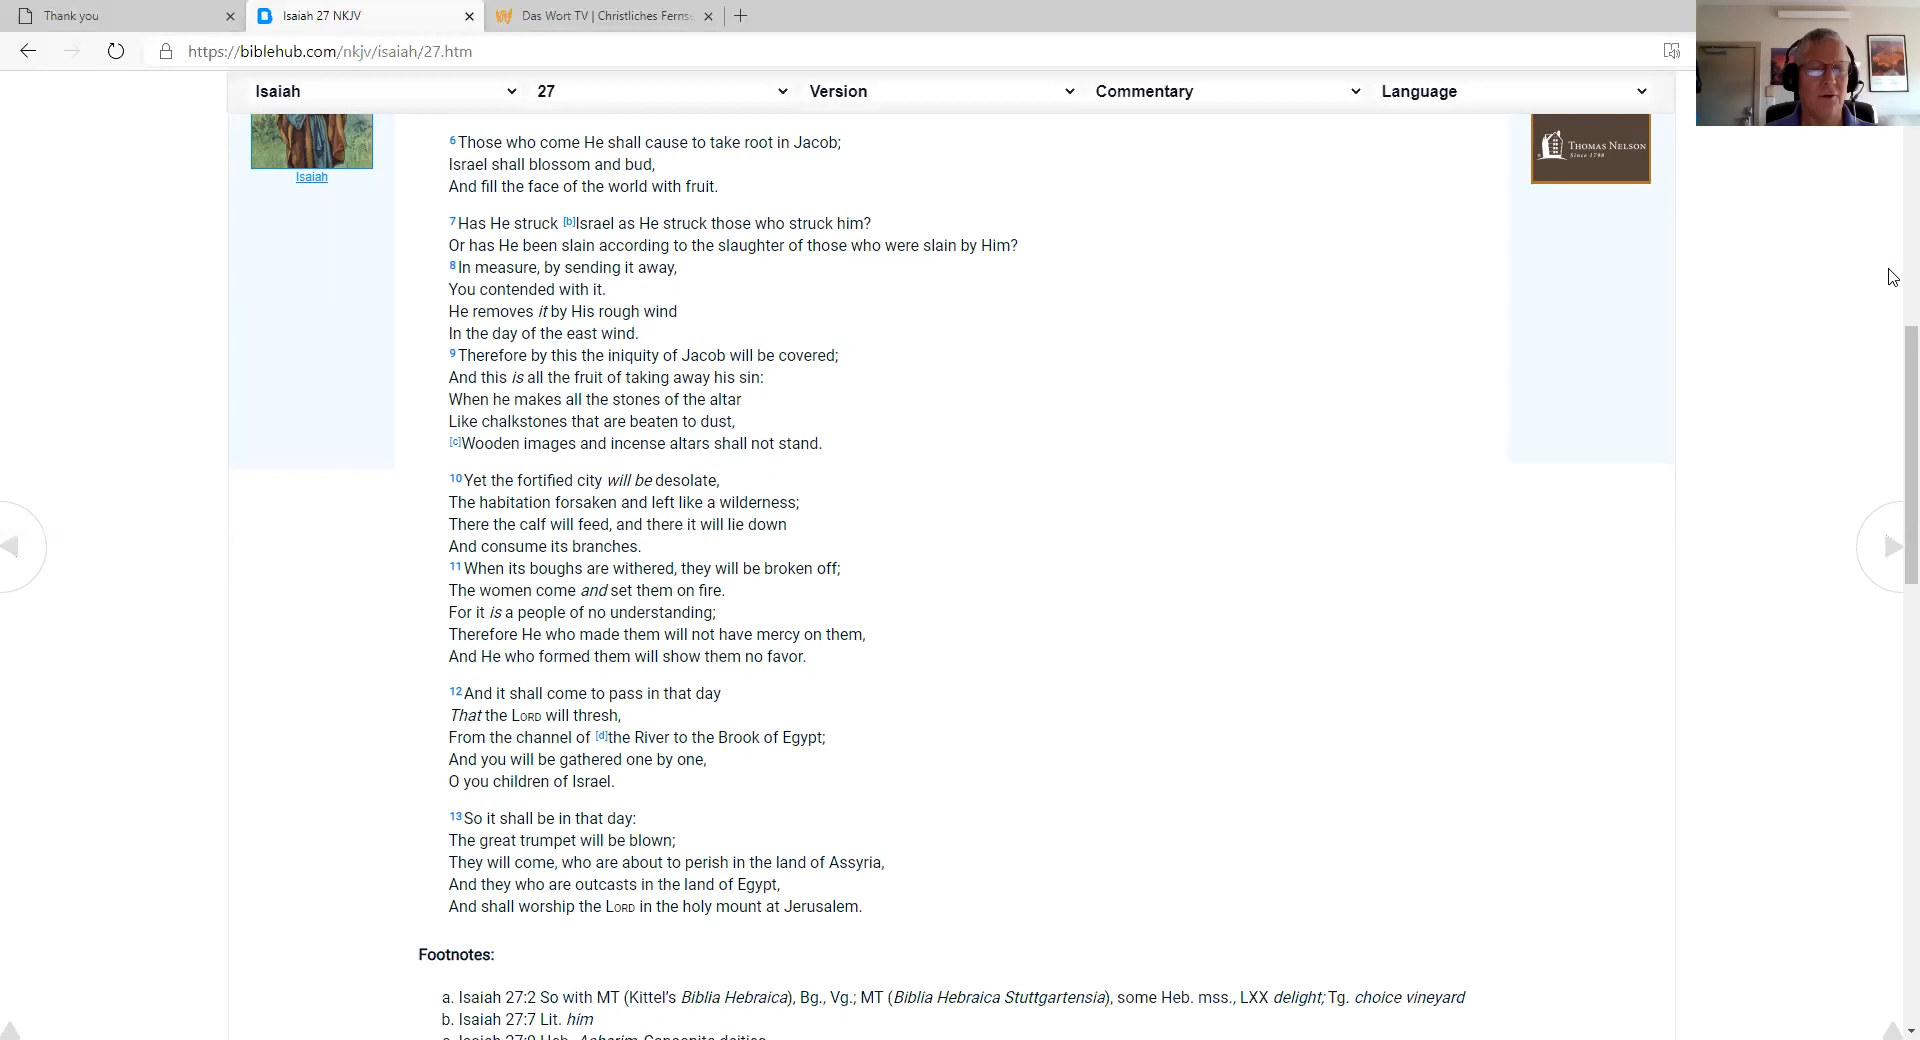 Thank you
Isaiah 27 NKJV
Das Wort TV | Christliches Ferns
https://biblehub.com/nkjv/isaiah/27.htm
Isaiah
27
Version
Commentary
Language
Isaiah
THOMAS NELSON
Since 1798
6 Those who come He shall cause to take root in Jacob;
Israel shall blossom and bud,
And fill the face of the world with fruit.
7 Has He struck [b]Israel as He struck those who struck him?
Or has He been slain according to the slaughter of those who were slain by Him?
8 In measure, by sending it away,
You contended with it.
He removes it by His rough wind
In the day of the east wind.
9 Therefore by this the iniquity of Jacob will be covered;
And this is all the fruit of taking away his sin:
When he makes all the stones of the altar
Like chalkstones that are beaten to dust,
[c]Wooden images and incense altars shall not stand.
10 Yet the fortified city will be desolate,
The habitation forsaken and left like a wilderness;
There the calf will feed, and there it will lie down
And consume its branches.
11 When its boughs are withered, they will be broken off;
The women come and set them on fire.
For it is a people of no understanding;
Therefore He who made them will not have mercy on them,
And He who formed them will show them no favor.
12 And it shall come to pass in that day
That the LORD will thresh,
From the channel of [d]the River to the Brook of Egypt;
And you will be gathered one by one,
O you children of Israel.
13 So it shall be in that day:
The great trumpet will be blown;
They will come, who are about to perish in the land of Assyria,
And they who are outcasts in the land of Egypt,
And shall worship the LORD in the holy mount at Jerusalem.
Footnotes:
a. Isaiah 27:2 So with MT (Kittel's Biblia Hebraica), Bg., Vg.; MT (Biblia Hebraica Stuttgartensia), some Heb. mss., LXX delight; Tg. choice vineyard
b. Isaiah 27:7 Lit. him
c. Isaiah 27:9 Heb. Asherim, Canaanite deities